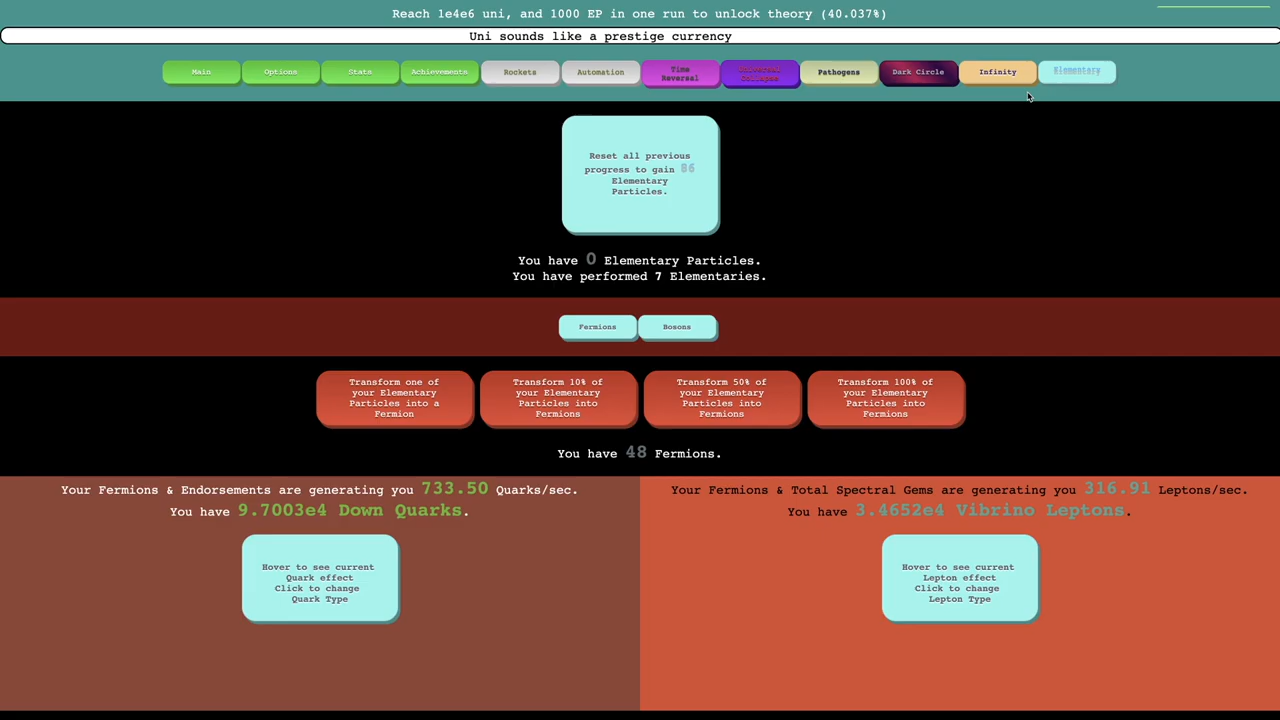 Reach 1e4e6 uni, and 1000 EP in one run to unlock theory (40.037%)
Uni sounds like a prestige currency
Main
Options
Stats
Achievements
Rockets
Automation
Time
Reversal
Universal
Collapse
Pathogens
Dark Circle
Infinity
Elementary
Reset all previous
progress to gain 86
Elementary
Particles.
You have 0 Elementary Particles.
You have performed 7 Elementaries.
Fermions
Bosons
Transform one of
your Elementary
Particles into a
Fermion
Transform 10% of
your Elementary
Particles into
Fermions
Transform 50% of
your Elementary
Particles into
Fermions
Transform 100% of
your Elementary
Particles into
Fermions
You have 48 Fermions.
Your Fermions & Endorsements are generating you 733.50 Quarks/sec.
You have 9.7003e4 Down Quarks.
Hover to see current
Quark effect
Click to change
Quark Type
Your Fermions & Total Spectral Gems are generating you 316.91 Leptons/sec.
You have 3.4652e4 Vibrino Leptons.
Hover to see current
Lepton effect
Click to change
Lepton Type